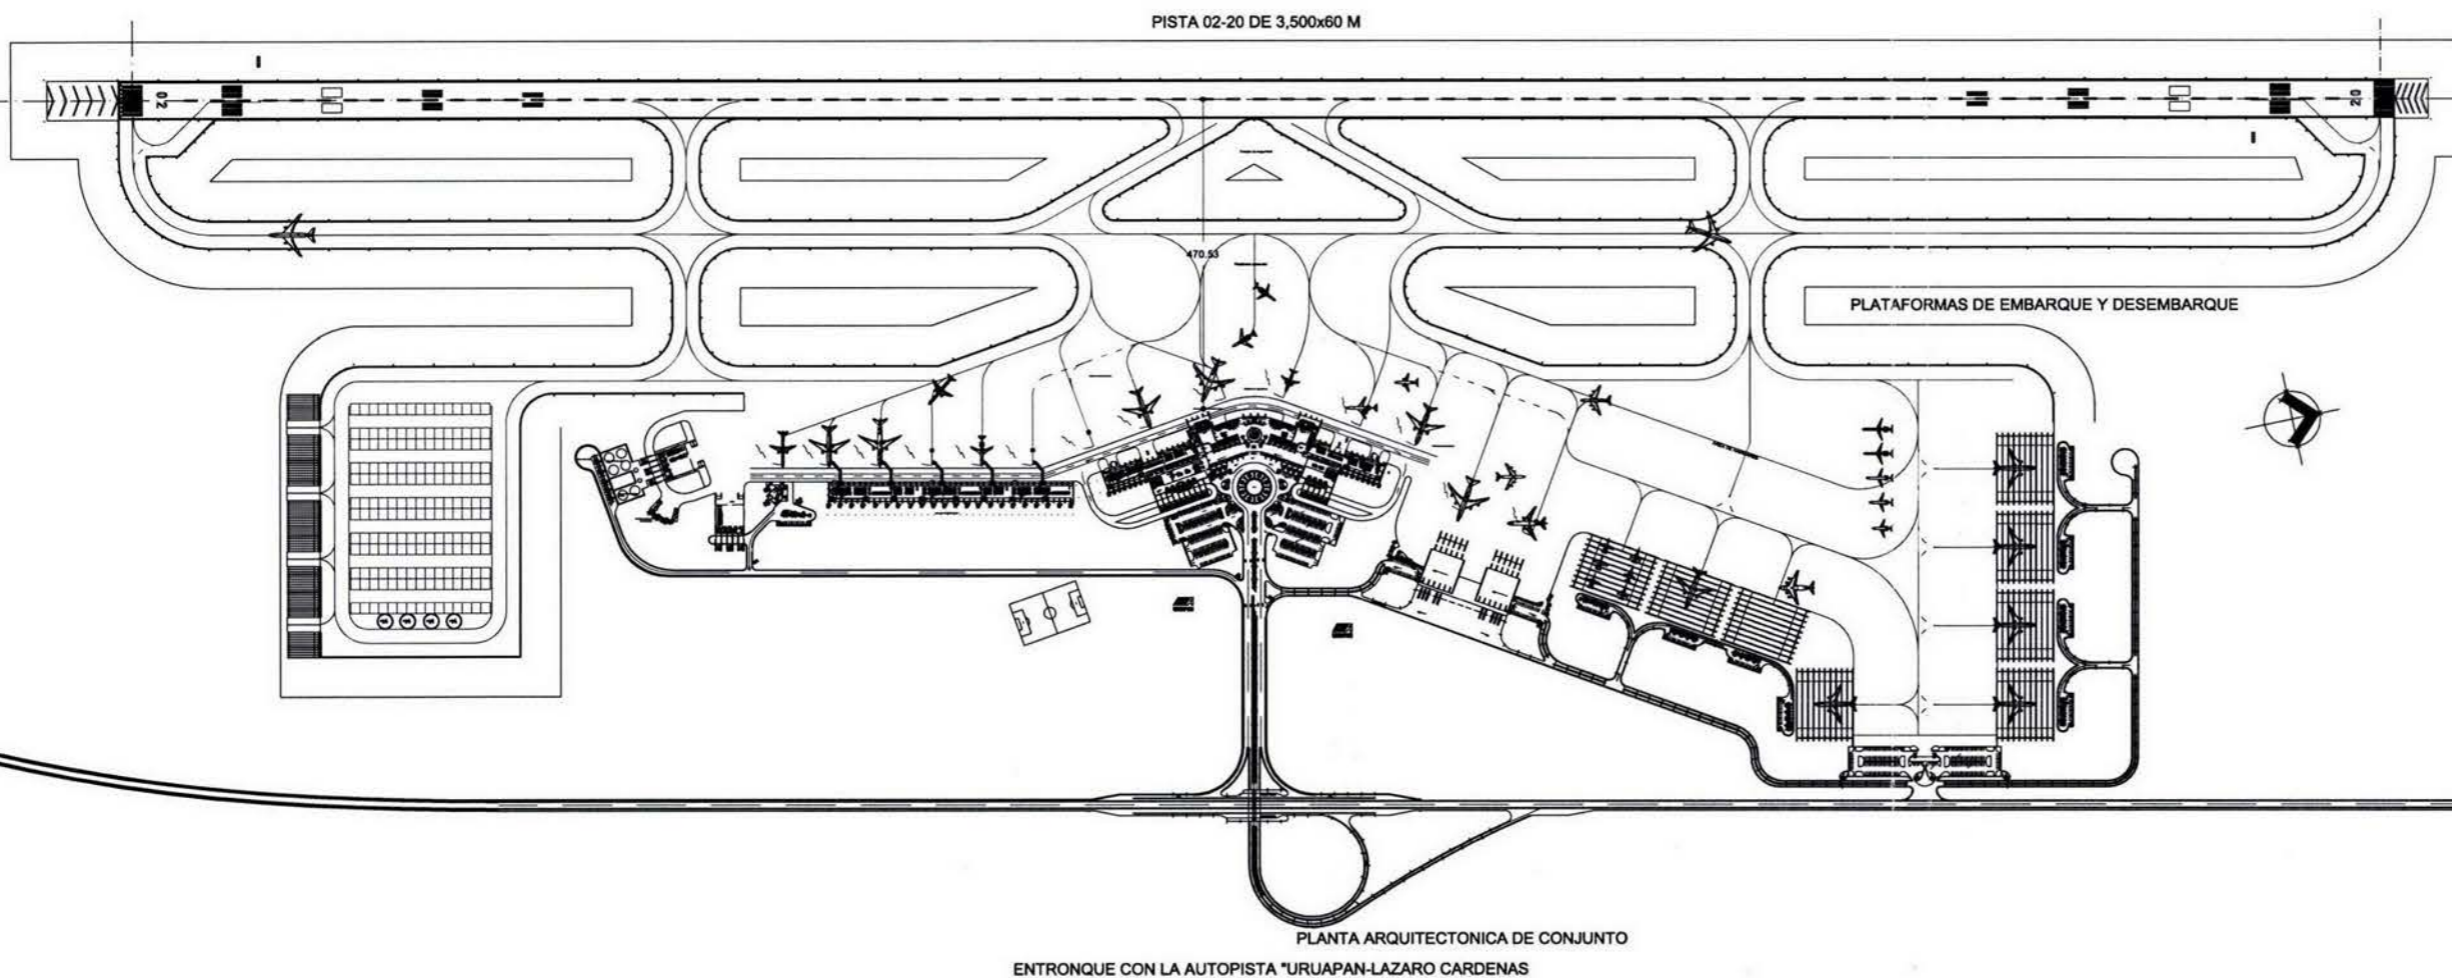 PISTA 02-20 DE 3,500x60 M
02
20
470.53
PLATAFORMAS DE EMBARQUE Y DESEMBARQUE
PLANTA ARQUITECTONICA DE CONJUNTO
ENTRONQUE CON LA AUTOPISTA "URUAPAN-LAZARO CARDENAS